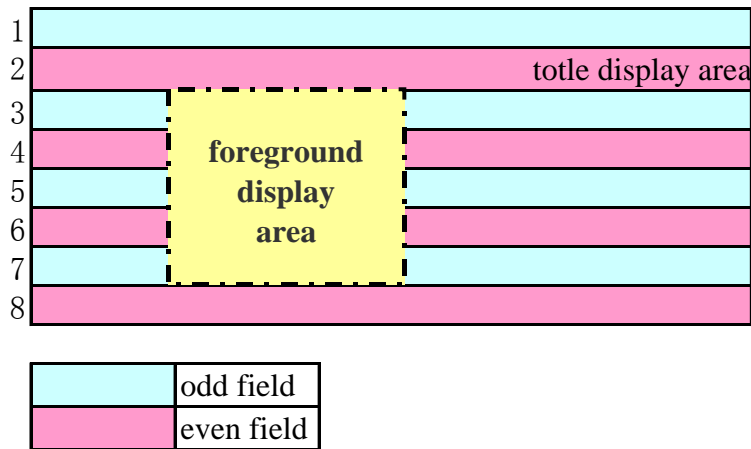 1
2 totle display area
3
4 foreground
5 display
6 area
7
8
odd field
even field